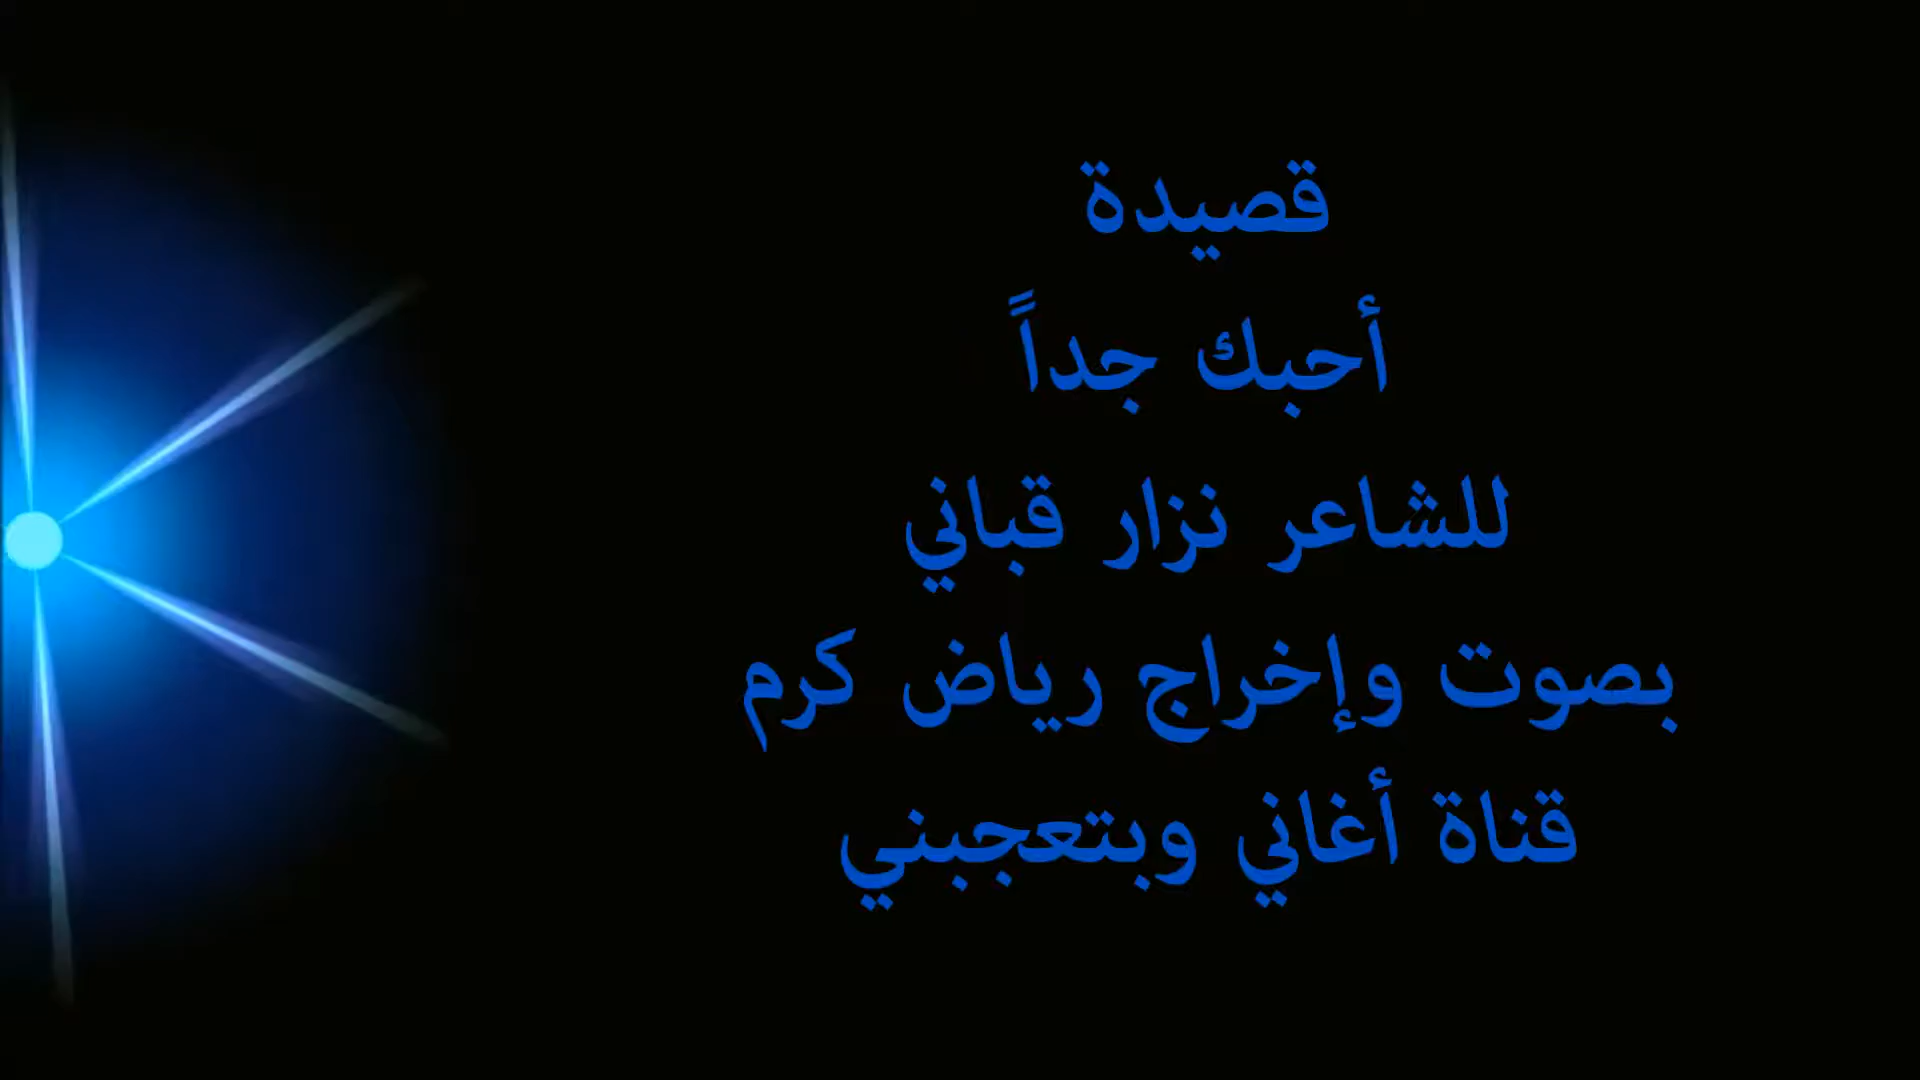 قصيدة
أحبك جداً
للشاعر نزار قباني
بصوت وإخراج رياض كرم
قناة أغاني وبتعجبني